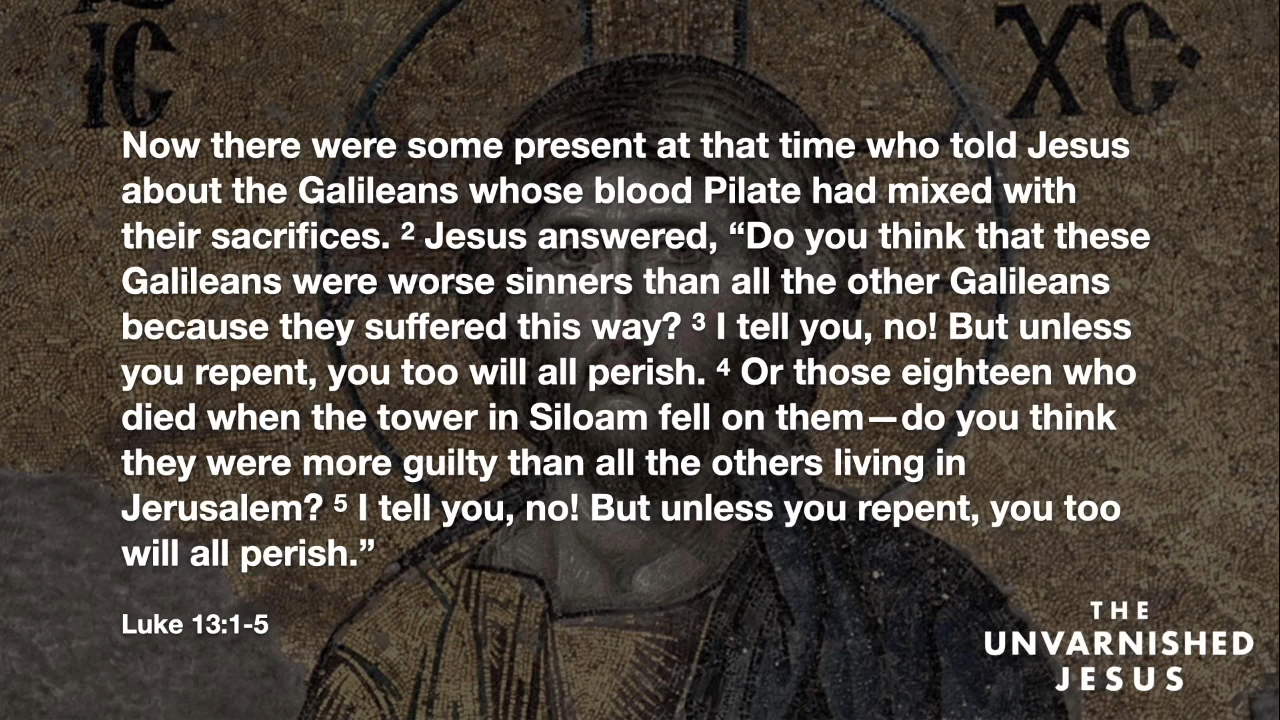 IC
XC
Now there were some present at that time who told Jesus
about the Galileans whose blood Pilate had mixed with
their sacrifices. ² Jesus answered, “Do you think that these
Galileans were worse sinners than all the other Galileans
because they suffered this way? ³ I tell you, no! But unless
you repent, you too will all perish. ⁴ Or those eighteen who
died when the tower in Siloam fell on them—do you think
they were more guilty than all the others living in
Jerusalem? ⁵ I tell you, no! But unless you repent, you too
will all perish.”
Luke 13:1-5
THE
UNVARNISHED
JESUS